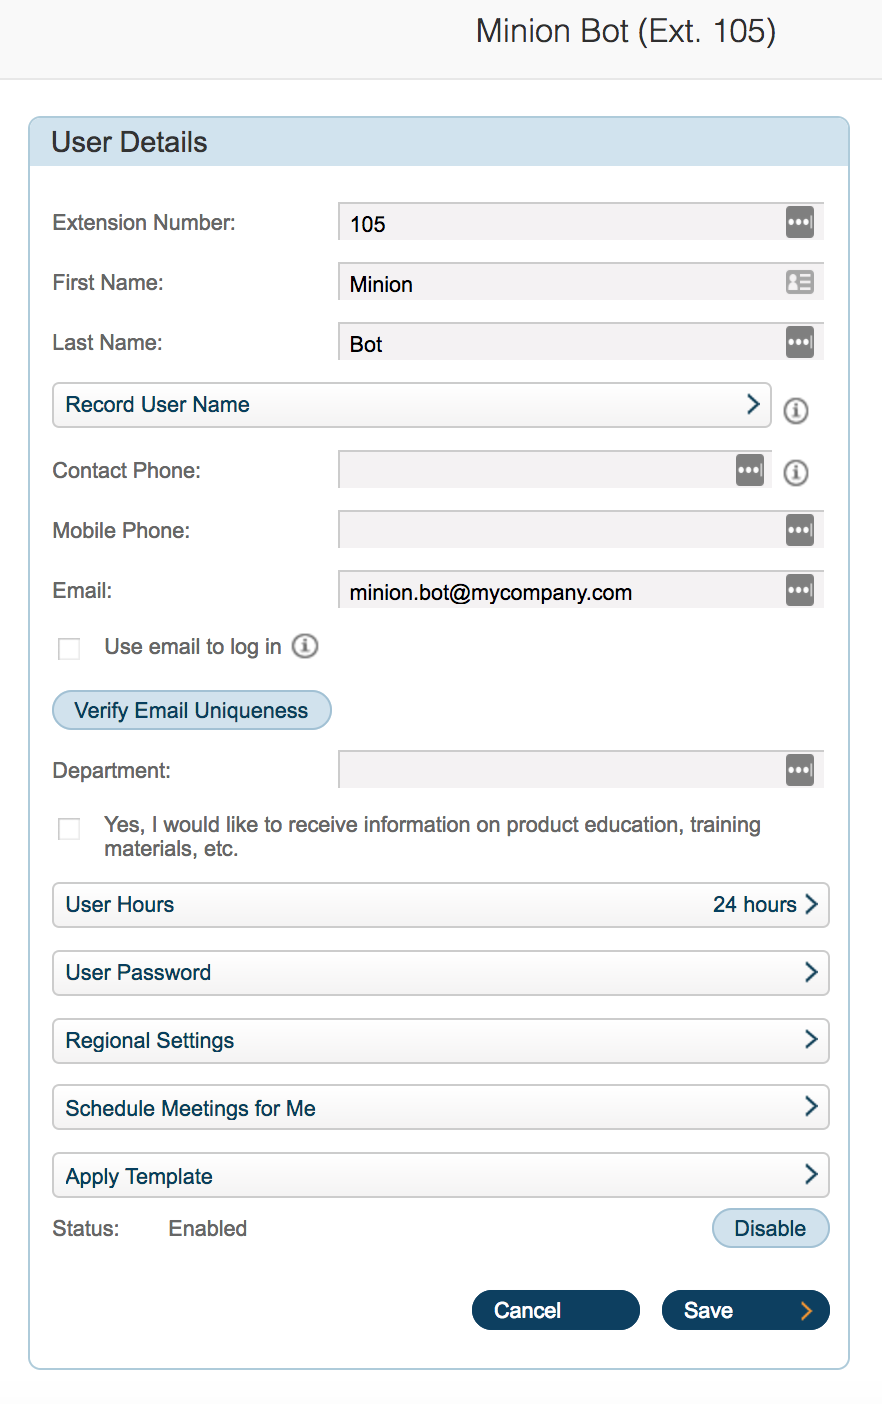 Minion Bot (Ext. 105)
User Details
Extension Number: 105
First Name: Minion
Last Name: Bot
Record User Name
Contact Phone:
Mobile Phone:
Email: minion.bot@mycompany.com
Use email to log in
Verify Email Uniqueness
Department:
Yes, I would like to receive information on product education, training
materials, etc.
User Hours 24 hours
User Password
Regional Settings
Schedule Meetings for Me
Apply Template
Status: Enabled Disable
Cancel Save